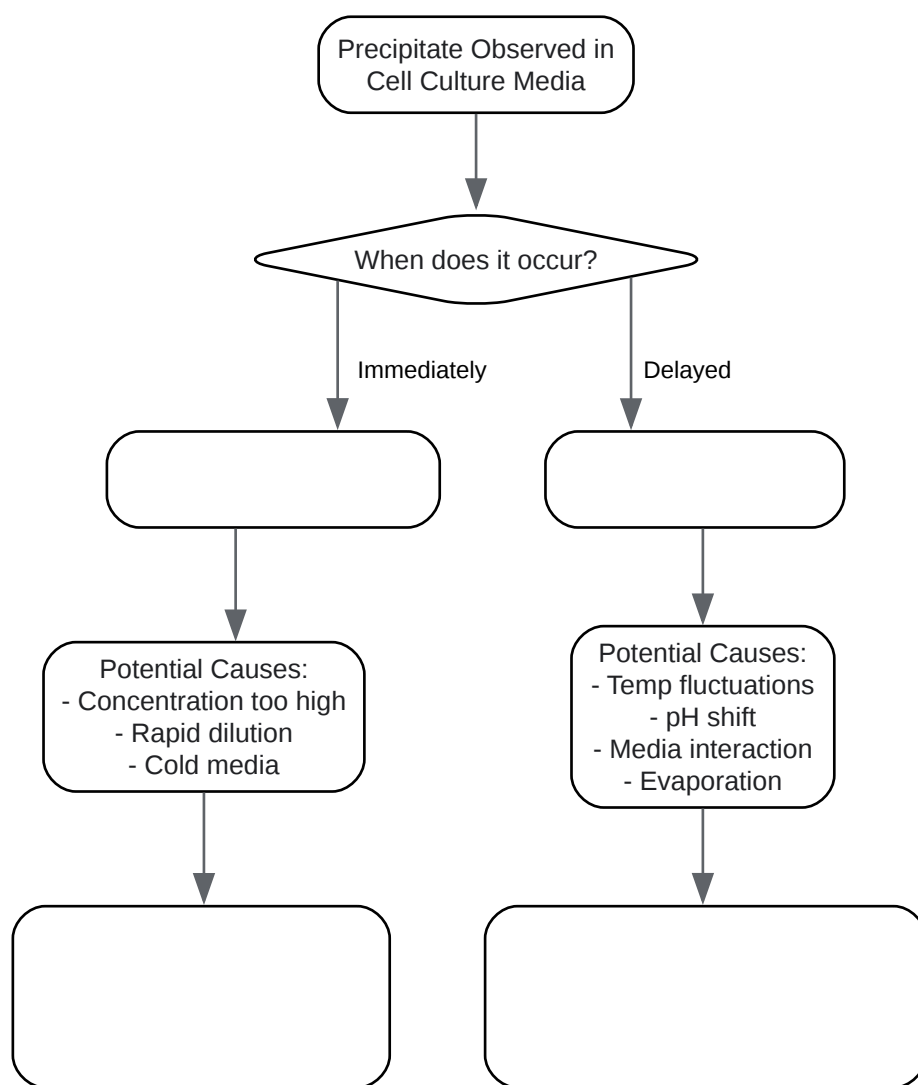 Precipitate Observed in
Cell Culture Media
When does it occur?
Immediately
Delayed
Potential Causes:
- Concentration too high
- Rapid dilution
- Cold media
Potential Causes:
- Temp fluctuations
- pH shift
- Media interaction
- Evaporation